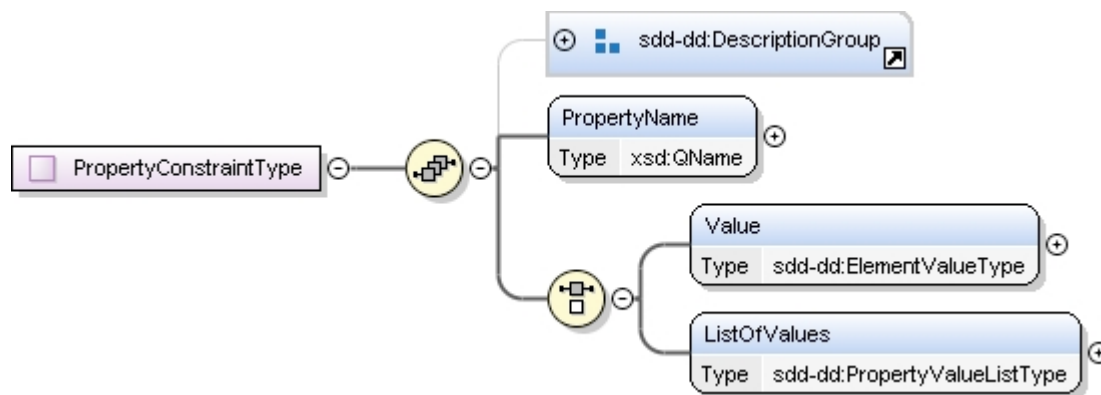 sdd-dd:DescriptionGroup
PropertyName
Type xsd:QName
PropertyConstraintType
Value
Type sdd-dd:ElementValueType
ListOfValues
Type sdd-dd:PropertyValueListType